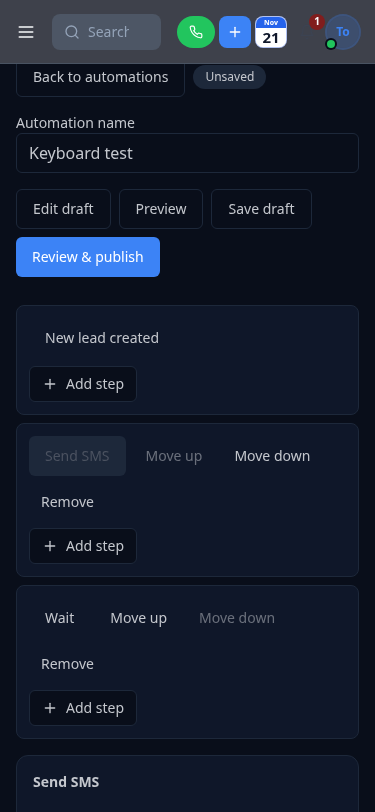 Search
Nov
21
1
To
Back to automations
Unsaved
Automation name
Keyboard test
Edit draft
Preview
Save draft
Review & publish
New lead created
Add step
Send SMS
Move up
Move down
Remove
Add step
Wait
Move up
Move down
Remove
Add step
Send SMS